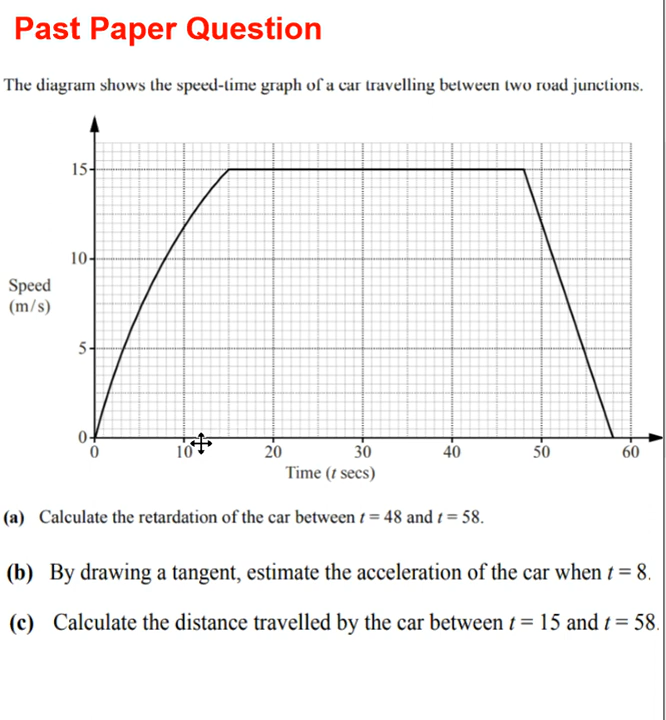 Past Paper Question
The diagram shows the speed-time graph of a car travelling between two road junctions.
15
10
Speed
(m/s)
5
0
0 10 20 30 40 50 60
Time (t secs)
(a) Calculate the retardation of the car between t = 48 and t = 58.
(b) By drawing a tangent, estimate the acceleration of the car when t = 8.
(c) Calculate the distance travelled by the car between t = 15 and t = 58.